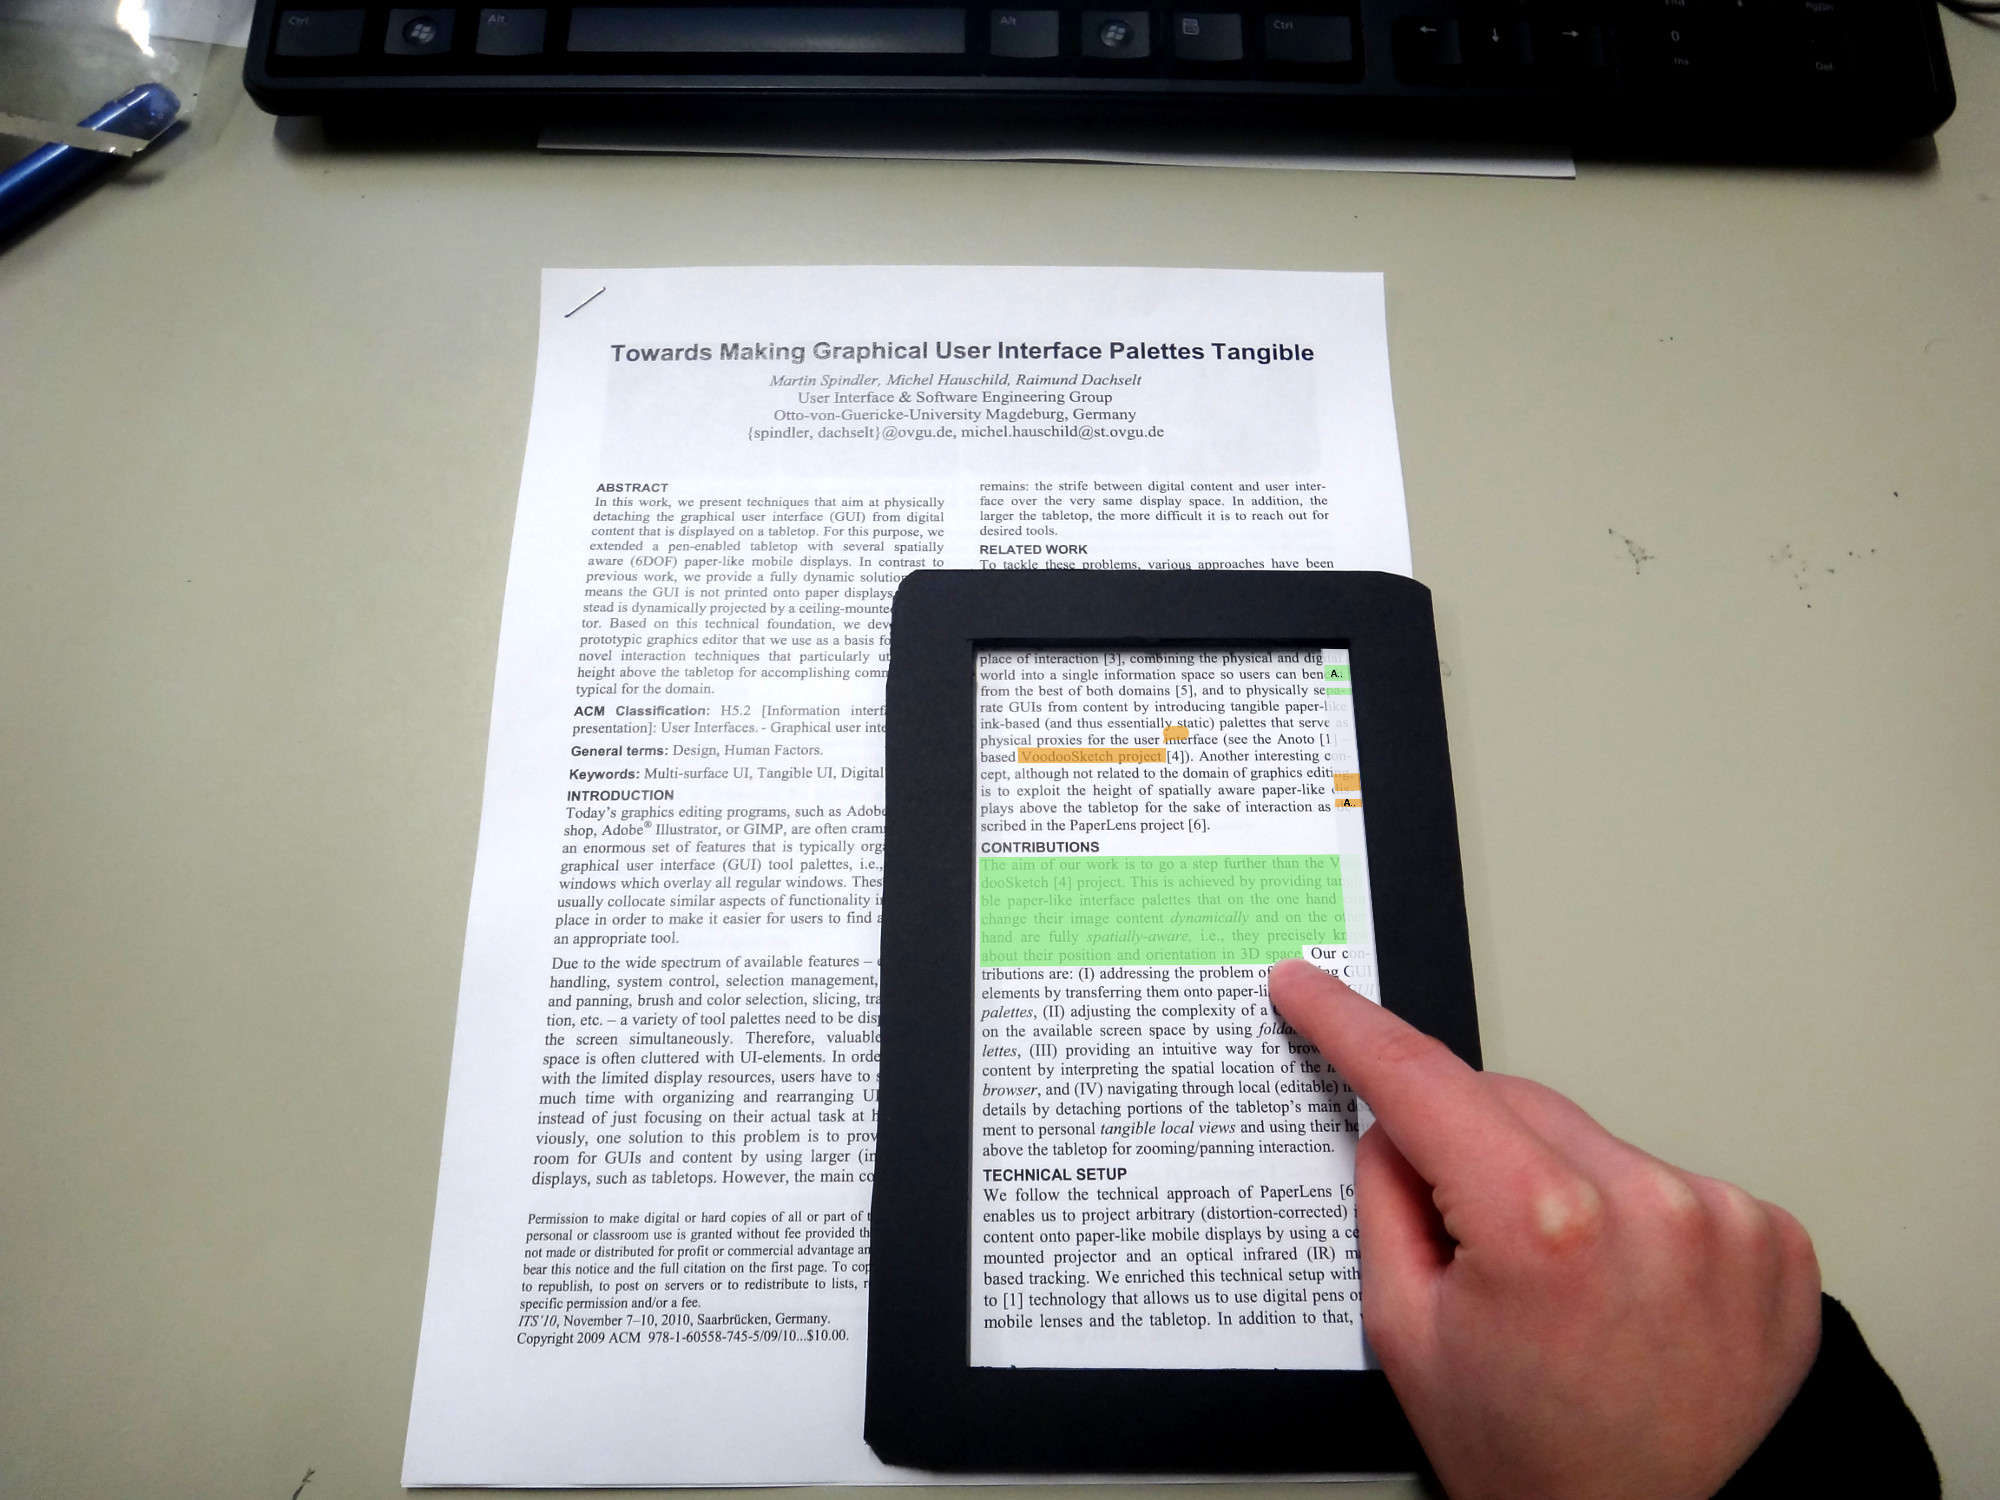 Ctrl
Alt
Alt
Ctrl
0
Ins
Del
Towards Making Graphical User Interface Palettes Tangible
Martin Spindler, Michel Hauschild, Raimund Dachselt
User Interface & Software Engineering Group
Otto-von-Guericke-University Magdeburg, Germany
{spindler, dachselt}@ovgu.de, michel.hauschild@st.ovgu.de
ABSTRACT
In this work, we present techniques that aim at physically
detaching the graphical user interface (GUI) from digital
content that is displayed on a tabletop. For this purpose, we
extended a pen-enabled tabletop with several spatially
aware (6DOF) paper-like mobile displays. In contrast to
previous work, we provide a fully dynamic solution
means the GUI is not printed onto paper displays,
stead is dynamically projected by a ceiling-mounte
tor. Based on this technical foundation, we dev
prototypic graphics editor that we use as a basis fo
novel interaction techniques that particularly ut
height above the tabletop for accomplishing comm
typical for the domain.
ACM Classification: H5.2 [Information interf
presentation]: User Interfaces. - Graphical user inte
General terms: Design, Human Factors.
Keywords: Multi-surface UI, Tangible UI, Digital
INTRODUCTION
Today's graphics editing programs, such as Adobe
shop, Adobe® Illustrator, or GIMP, are often cram
an enormous set of features that is typically orga
graphical user interface (GUI) tool palettes, i.e.,
windows which overlay all regular windows. Thes
usually collocate similar aspects of functionality i
place in order to make it easier for users to find a
an appropriate tool.
Due to the wide spectrum of available features –
handling, system control, selection management,
and panning, brush and color selection, slicing, tra
tion, etc. – a variety of tool palettes need to be disp
the screen simultaneously. Therefore, valuable
space is often cluttered with UI-elements. In orde
with the limited display resources, users have to s
much time with organizing and rearranging UI
instead of just focusing on their actual task at h
viously, one solution to this problem is to prov
room for GUIs and content by using larger (in
displays, such as tabletops. However, the main co
Permission to make digital or hard copies of all or part of t
personal or classroom use is granted without fee provided th
not made or distributed for profit or commercial advantage an
bear this notice and the full citation on the first page. To cop
to republish, to post on servers or to redistribute to lists, r
specific permission and/or a fee.
ITS'10, November 7–10, 2010, Saarbrücken, Germany.
Copyright 2009 ACM 978-1-60558-745-5/09/10...$10.00.
remains: the strife between digital content and user inter-
face over the very same display space. In addition, the
larger the tabletop, the more difficult it is to reach out for
desired tools.
RELATED WORK
To tackle these problems, various approaches have been
place of interaction [3], combining the physical and digital
world into a single information space so users can ben A..
from the best of both domains [5], and to physically sepa-
rate GUIs from content by introducing tangible paper-like
ink-based (and thus essentially static) palettes that serve as
physical proxies for the user interface (see the Anoto [1] -
based VoodooSketch project [4]). Another interesting con-
cept, although not related to the domain of graphics editing,
is to exploit the height of spatially aware paper-like dis-
plays above the tabletop for the sake of interaction as A..
scribed in the PaperLens project [6].
CONTRIBUTIONS
The aim of our work is to go a step further than the V
dooSketch [4] project. This is achieved by providing tan
ble paper-like interface palettes that on the one hand can
change their image content dynamically and on the other
hand are fully spatially-aware, i.e., they precisely kn
about their position and orientation in 3D space. Our con-
tributions are: (I) addressing the problem of ng GUI
elements by transferring them onto paper-li GUI
palettes, (II) adjusting the complexity of a
on the available screen space by using folda
lettes, (III) providing an intuitive way for brow
content by interpreting the spatial location of the
browser, and (IV) navigating through local (editable)
details by detaching portions of the tabletop's main do
ment to personal tangible local views and using their hei
above the tabletop for zooming/panning interaction.
TECHNICAL SETUP
We follow the technical approach of PaperLens [6
enables us to project arbitrary (distortion-corrected) i
content onto paper-like mobile displays by using a ce
mounted projector and an optical infrared (IR) m
based tracking. We enriched this technical setup with
to [1] technology that allows us to use digital pens on
mobile lenses and the tabletop. In addition to that,